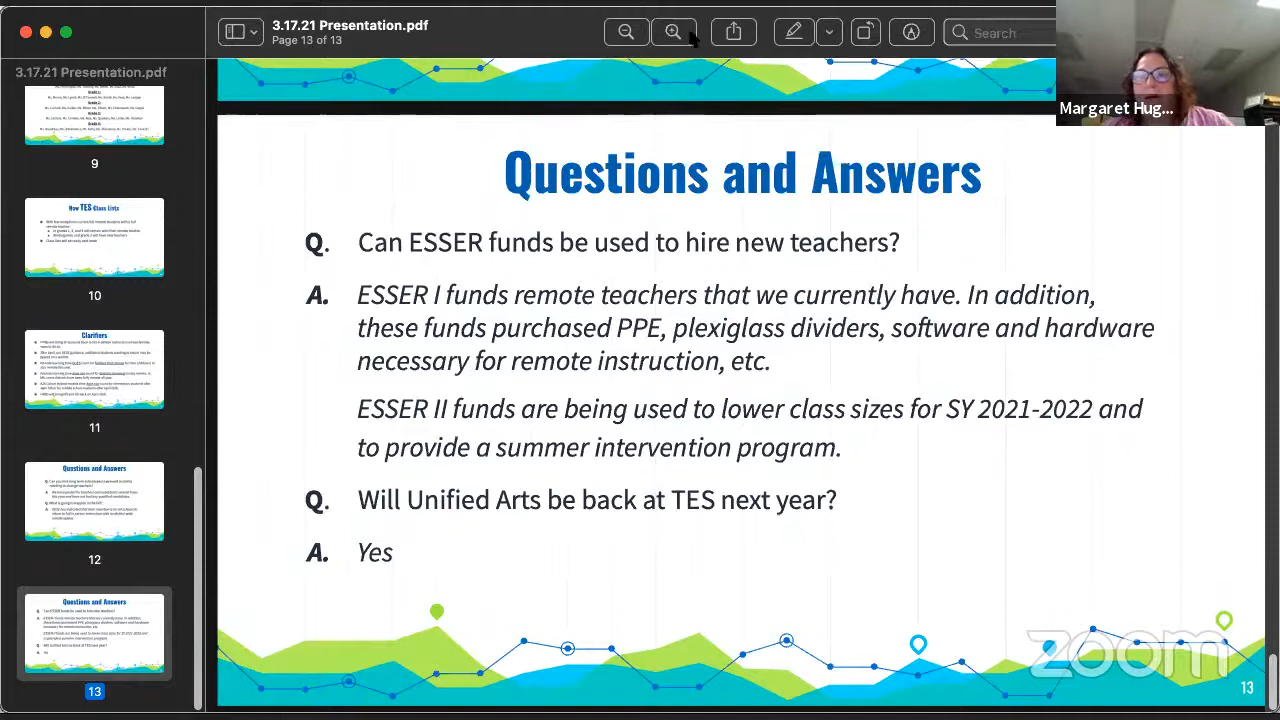 3.17.21 Presentation.pdf
Page 13 of 13
Search
Margaret Hug...
3.17.21 Presentation.pdf
9
How TES Class Lists
10
Clarifiers
11
Questions and Answers
12
Questions and Answers
13
Questions and Answers
Q. Can ESSER funds be used to hire new teachers?
A. ESSER I funds remote teachers that we currently have. In addition,
these funds purchased PPE, plexiglass dividers, software and hardware
necessary for remote instruction, etc.
ESSER II funds are being used to lower class sizes for SY 2021-2022 and
to provide a summer intervention program.
Q. Will Unified Arts be back at TES next year?
A. Yes
zoom
13